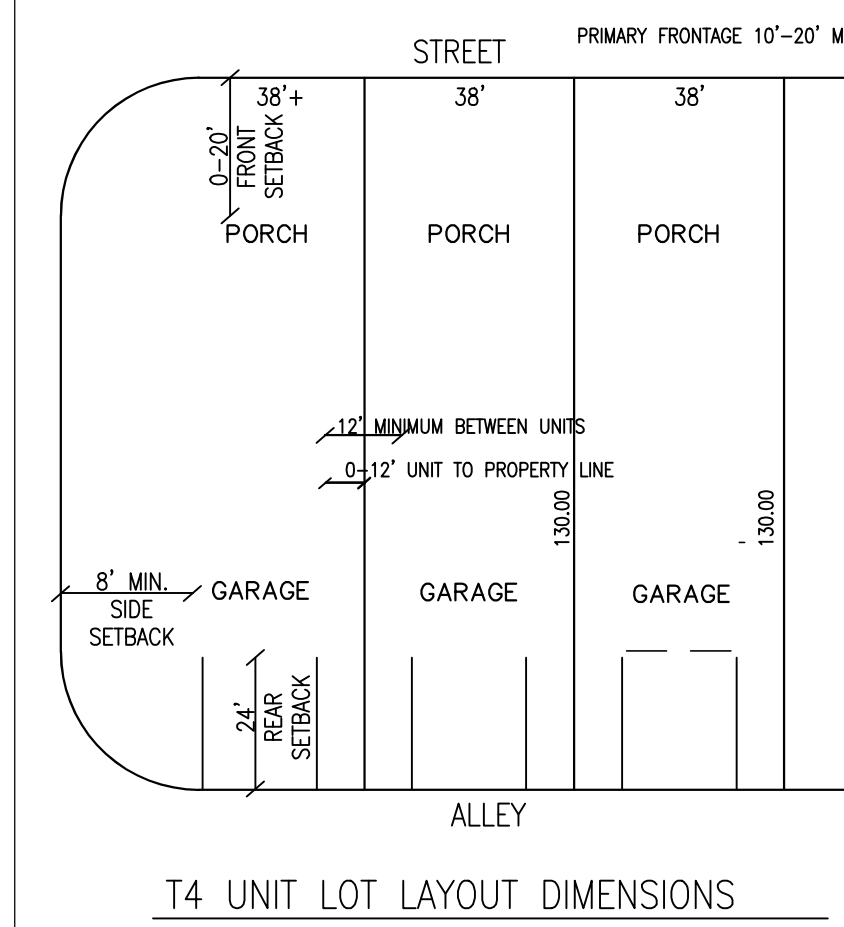 STREET
PRIMARY FRONTAGE 10'-20' M
38'+
38'
38'
0-20'
FRONT
SETBACK
PORCH
PORCH
PORCH
12' MINIMUM BETWEEN UNITS
0-12' UNIT TO PROPERTY LINE
130.00
130.00
8' MIN.
SIDE
SETBACK
GARAGE
GARAGE
GARAGE
24'
REAR
SETBACK
ALLEY
T4 UNIT LOT LAYOUT DIMENSIONS